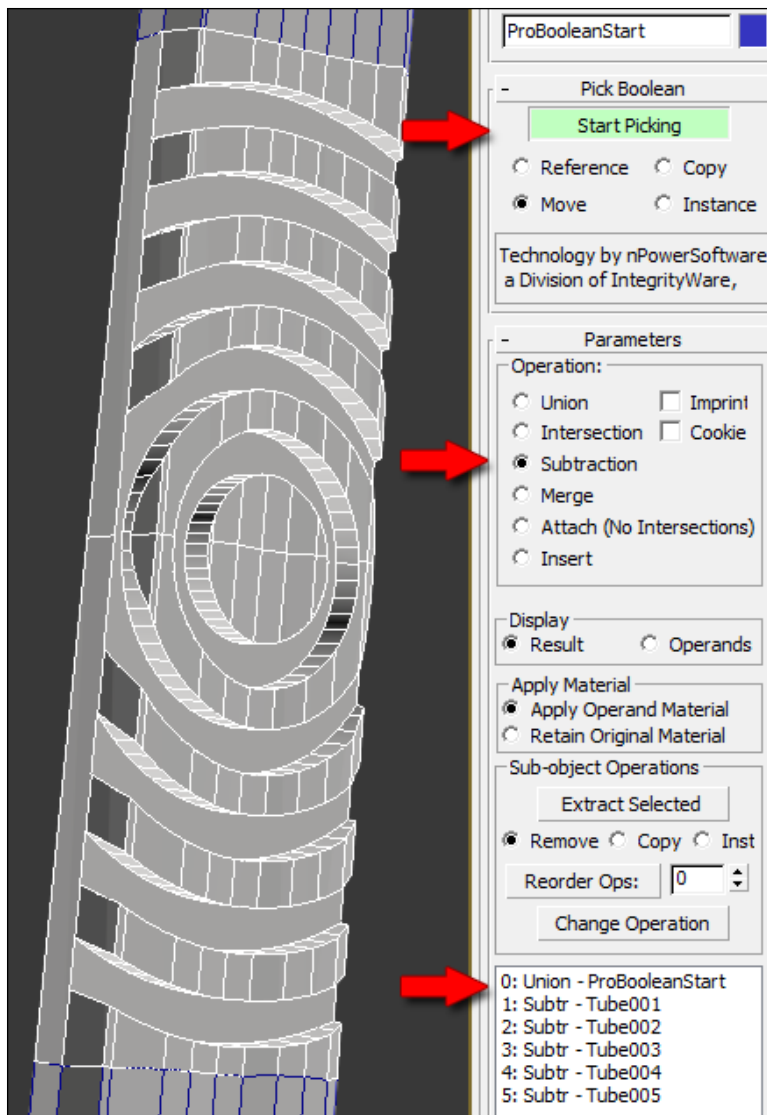 ProBooleanStart
- Pick Boolean
Start Picking
Reference Copy
Move Instance
Technology by nPowerSoftware
a Division of IntegrityWare,
- Parameters
Operation:
Union Imprint
Intersection Cookie
Subtraction
Merge
Attach (No Intersections)
Insert
Display
Result Operands
Apply Material
Apply Operand Material
Retain Original Material
Sub-object Operations
Extract Selected
Remove Copy Inst
Reorder Ops: 0
Change Operation
0: Union - ProBooleanStart
1: Subtr - Tube001
2: Subtr - Tube002
3: Subtr - Tube003
4: Subtr - Tube004
5: Subtr - Tube005